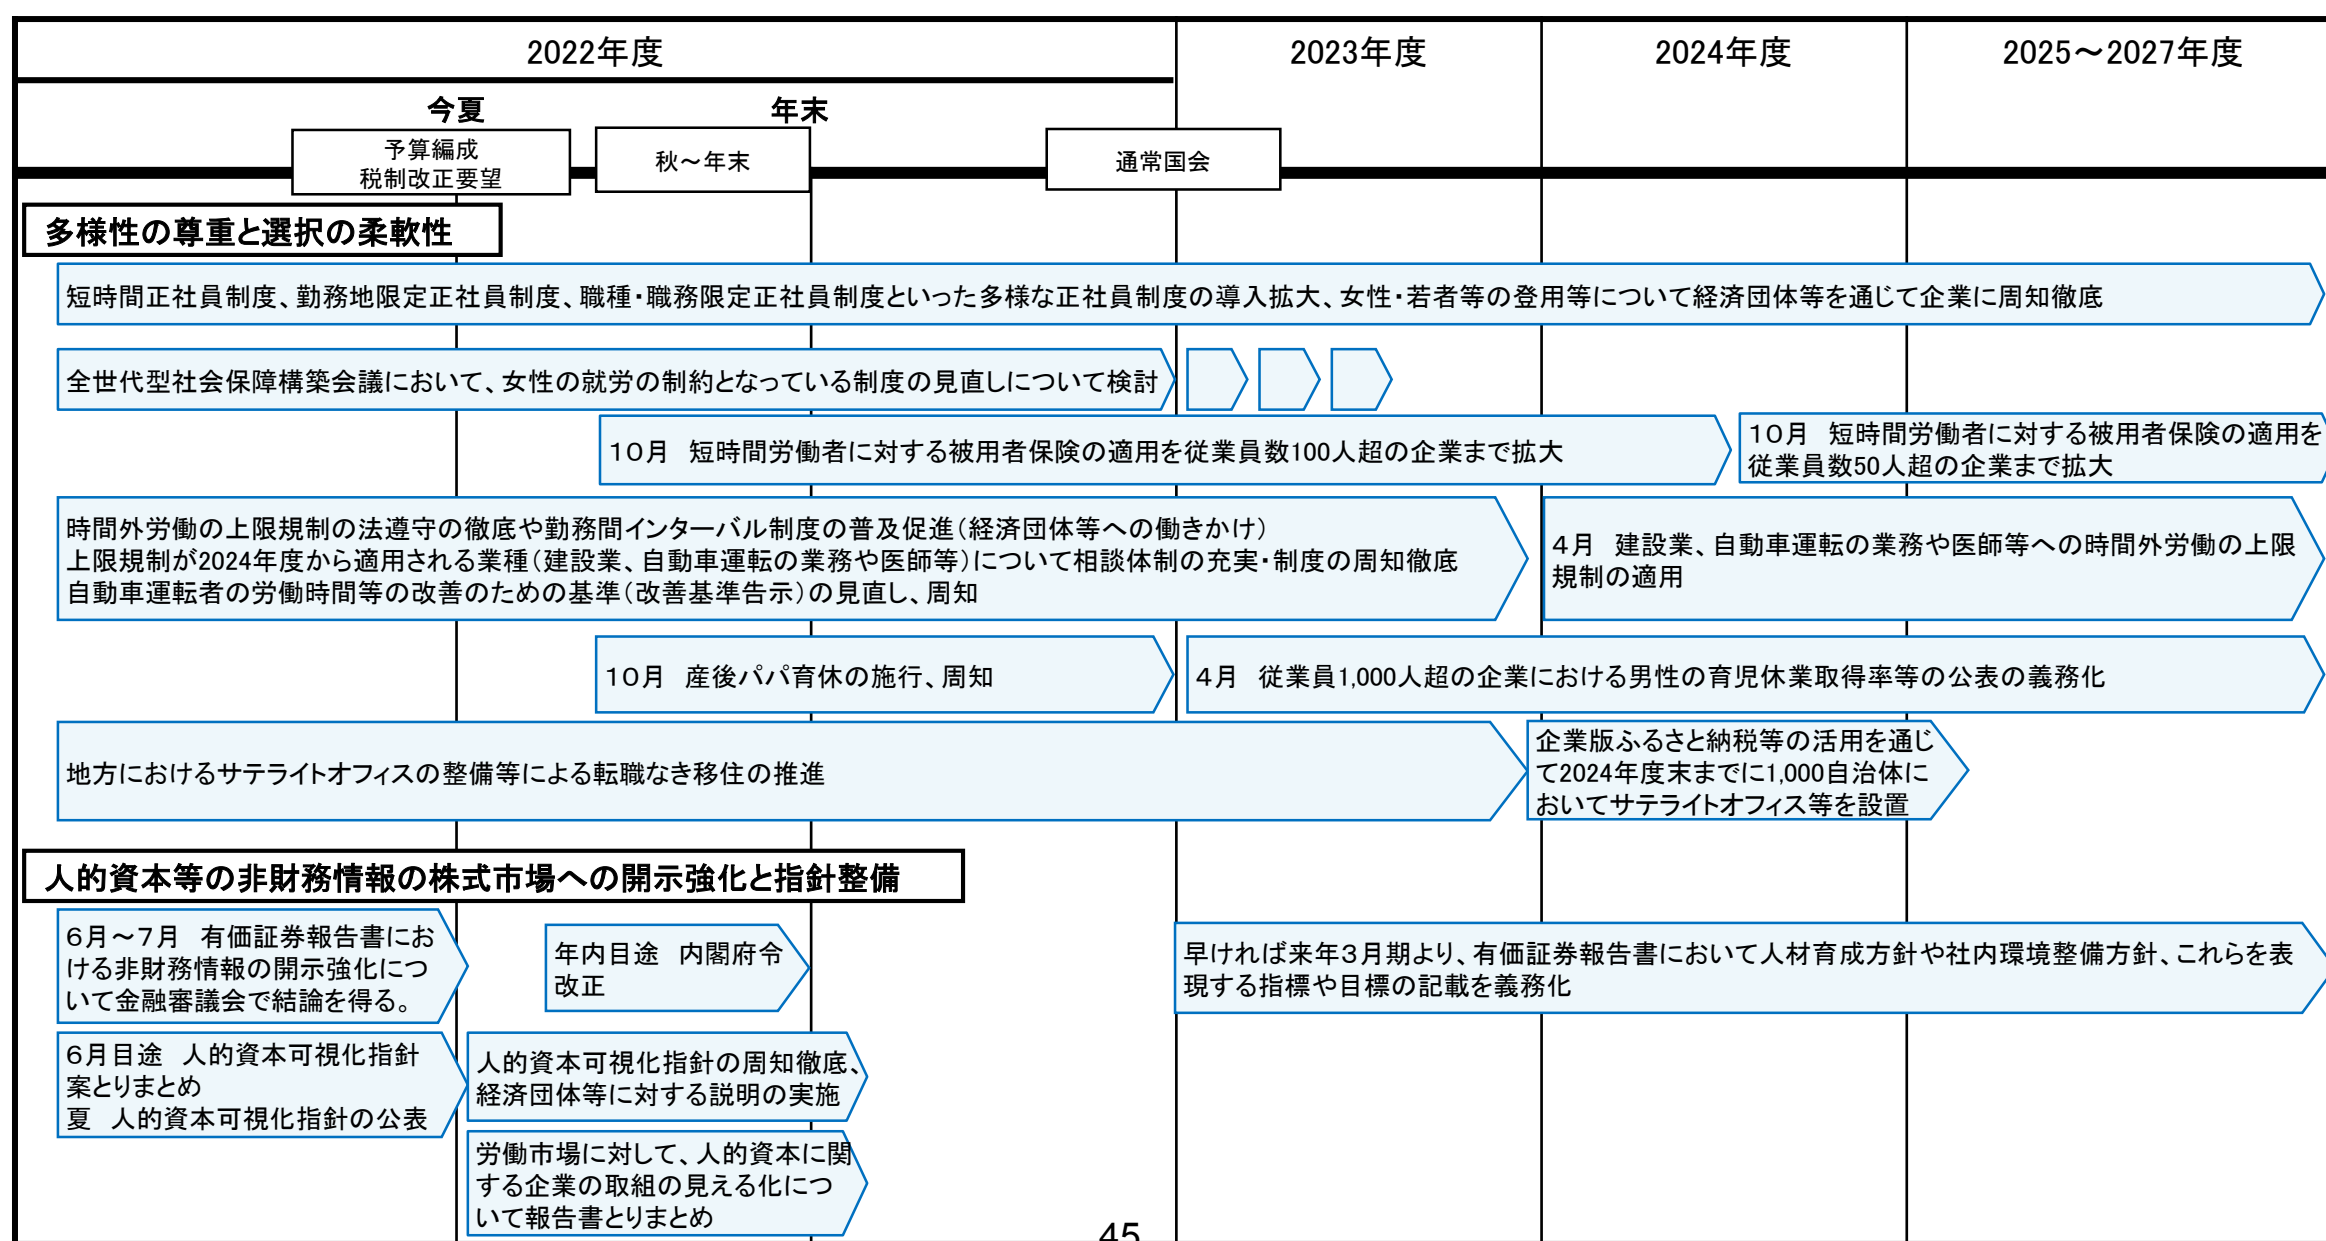 2022年度
2023年度
2024年度
2025～2027年度
今夏
年末
予算編成
税制改正要望
秋～年末
通常国会
多様性の尊重と選択の柔軟性
短時間正社員制度、勤務地限定正社員制度、職種・職務限定正社員制度といった多様な正社員制度の導入拡大、女性・若者等の登用等について経済団体等を通じて企業に周知徹底
全世代型社会保障構築会議において、女性の就労の制約となっている制度の見直しについて検討
１０月　短時間労働者に対する被用者保険の適用を従業員数100人超の企業まで拡大
１０月　短時間労働者に対する被用者保険の適用を
従業員数50人超の企業まで拡大
時間外労働の上限規制の法遵守の徹底や勤務間インターバル制度の普及促進（経済団体等への働きかけ）
上限規制が2024年度から適用される業種（建設業、自動車運転の業務や医師等）について相談体制の充実・制度の周知徹底
自動車運転者の労働時間等の改善のための基準（改善基準告示）の見直し、周知
４月　建設業、自動車運転の業務や医師等への時間外労働の上限
規制の適用
１０月　産後パパ育休の施行、周知
４月　従業員1,000人超の企業における男性の育児休業取得率等の公表の義務化
地方におけるサテライトオフィスの整備等による転職なき移住の推進
企業版ふるさと納税等の活用を通じ
て2024年度末までに1,000自治体に
おいてサテライトオフィス等を設置
人的資本等の非財務情報の株式市場への開示強化と指針整備
６月～７月　有価証券報告書にお
ける非財務情報の開示強化につ
いて金融審議会で結論を得る。
年内目途　内閣府令
改正
早ければ来年３月期より、有価証券報告書において人材育成方針や社内環境整備方針、これらを表
現する指標や目標の記載を義務化
６月目途　人的資本可視化指針
案とりまとめ
夏　人的資本可視化指針の公表
人的資本可視化指針の周知徹底、
経済団体等に対する説明の実施
労働市場に対して、人的資本に関
する企業の取組の見える化につ
いて報告書とりまとめ
45